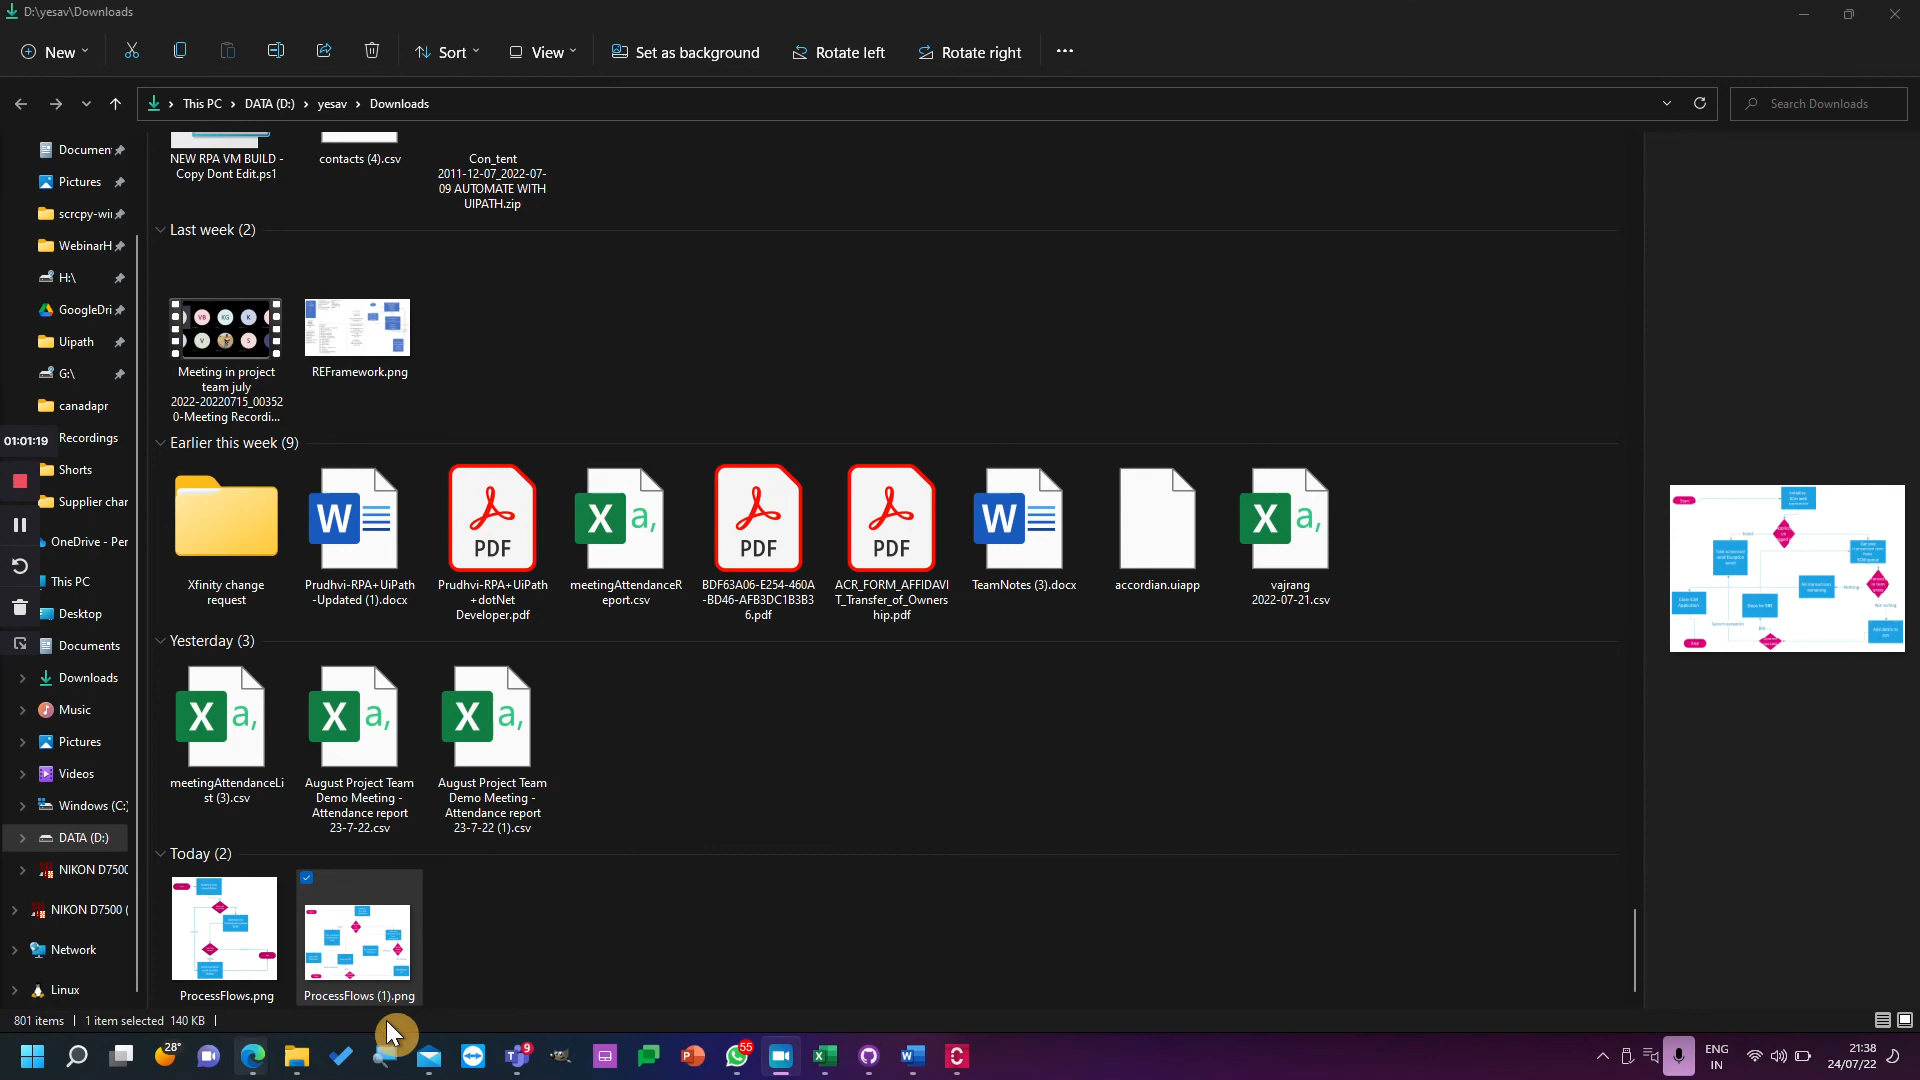 D:\yesav\Downloads
New
Sort
View
Set as background
Rotate left
Rotate right
This PC > DATA (D:) > yesav > Downloads
Search Downloads
Documen
Pictures
scrcpy-wi
WebinarH
H:\
GoogleDri
Uipath
G:\
canadapr
01:01:19
Recordings
Shorts
Supplier char
OneDrive - Per
This PC
Desktop
Documents
Downloads
Music
Pictures
Videos
Windows (C:)
DATA (D:)
NIKON D7500
NIKON D7500 (
Network
Linux
NEW RPA VM BUILD -
Copy Dont Edit.ps1
contacts (4).csv
Con_tent
2011-12-07_2022-07-
09 AUTOMATE WITH
UIPATH.zip
Last week (2)
VB KG K
V S
Meeting in project
team july
2022-20220715_00352
0-Meeting Recordi...
REFramework.png
Earlier this week (9)
Xfinity change
request
Prudhvi-RPA+UiPath
-Updated (1).docx
PDF
Prudhvi-RPA+UiPath
+dotNet
Developer.pdf
meetingAttendanceR
eport.csv
PDF
BDF63A06-E254-460A
-BD46-AFB3DC1B3B3
6.pdf
PDF
ACR_FORM_AFFIDAVI
T_Transfer_of_Owners
hip.pdf
TeamNotes (3).docx
accordian.uiapp
vajrang
2022-07-21.csv
Yesterday (3)
meetingAttendanceLi
st (3).csv
August Project Team
Demo Meeting -
Attendance report
23-7-22.csv
August Project Team
Demo Meeting -
Attendance report
23-7-22 (1).csv
Today (2)
ProcessFlows.png
ProcessFlows (1).png
801 items
1 item selected 140 KB
28°
9
55
ENG
IN
21:38
24/07/22